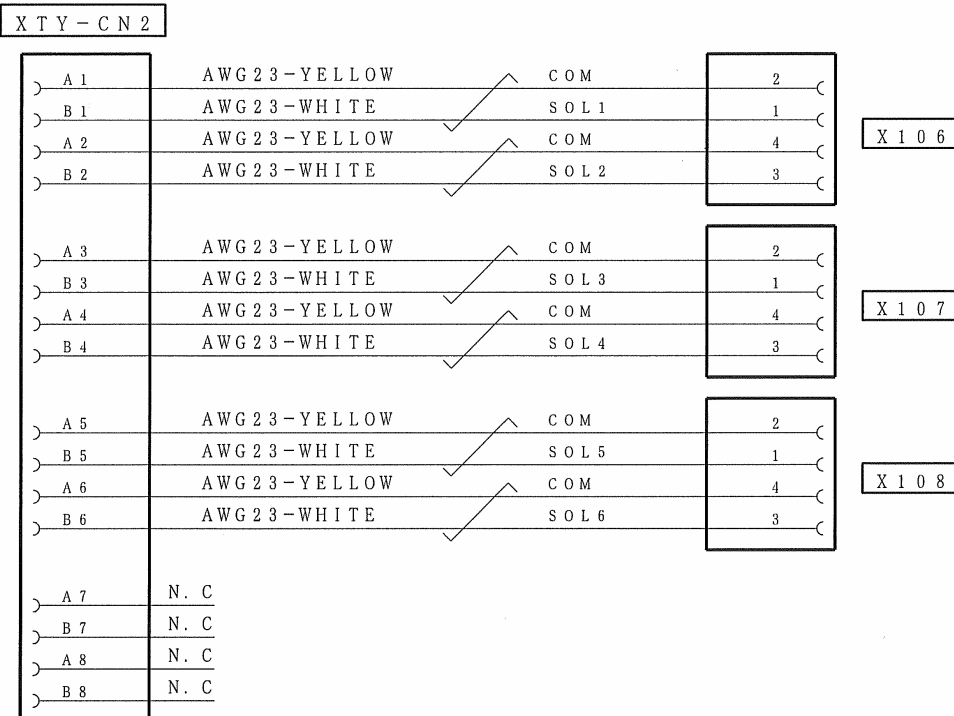 XTY-CN2
A1 AWG23-YELLOW COM 2
B1 AWG23-WHITE SOL1 1
A2 AWG23-YELLOW COM 4
B2 AWG23-WHITE SOL2 3
X106
A3 AWG23-YELLOW COM 2
B3 AWG23-WHITE SOL3 1
A4 AWG23-YELLOW COM 4
B4 AWG23-WHITE SOL4 3
X107
A5 AWG23-YELLOW COM 2
B5 AWG23-WHITE SOL5 1
A6 AWG23-YELLOW COM 4
B6 AWG23-WHITE SOL6 3
X108
A7 N.C
B7 N.C
A8 N.C
B8 N.C